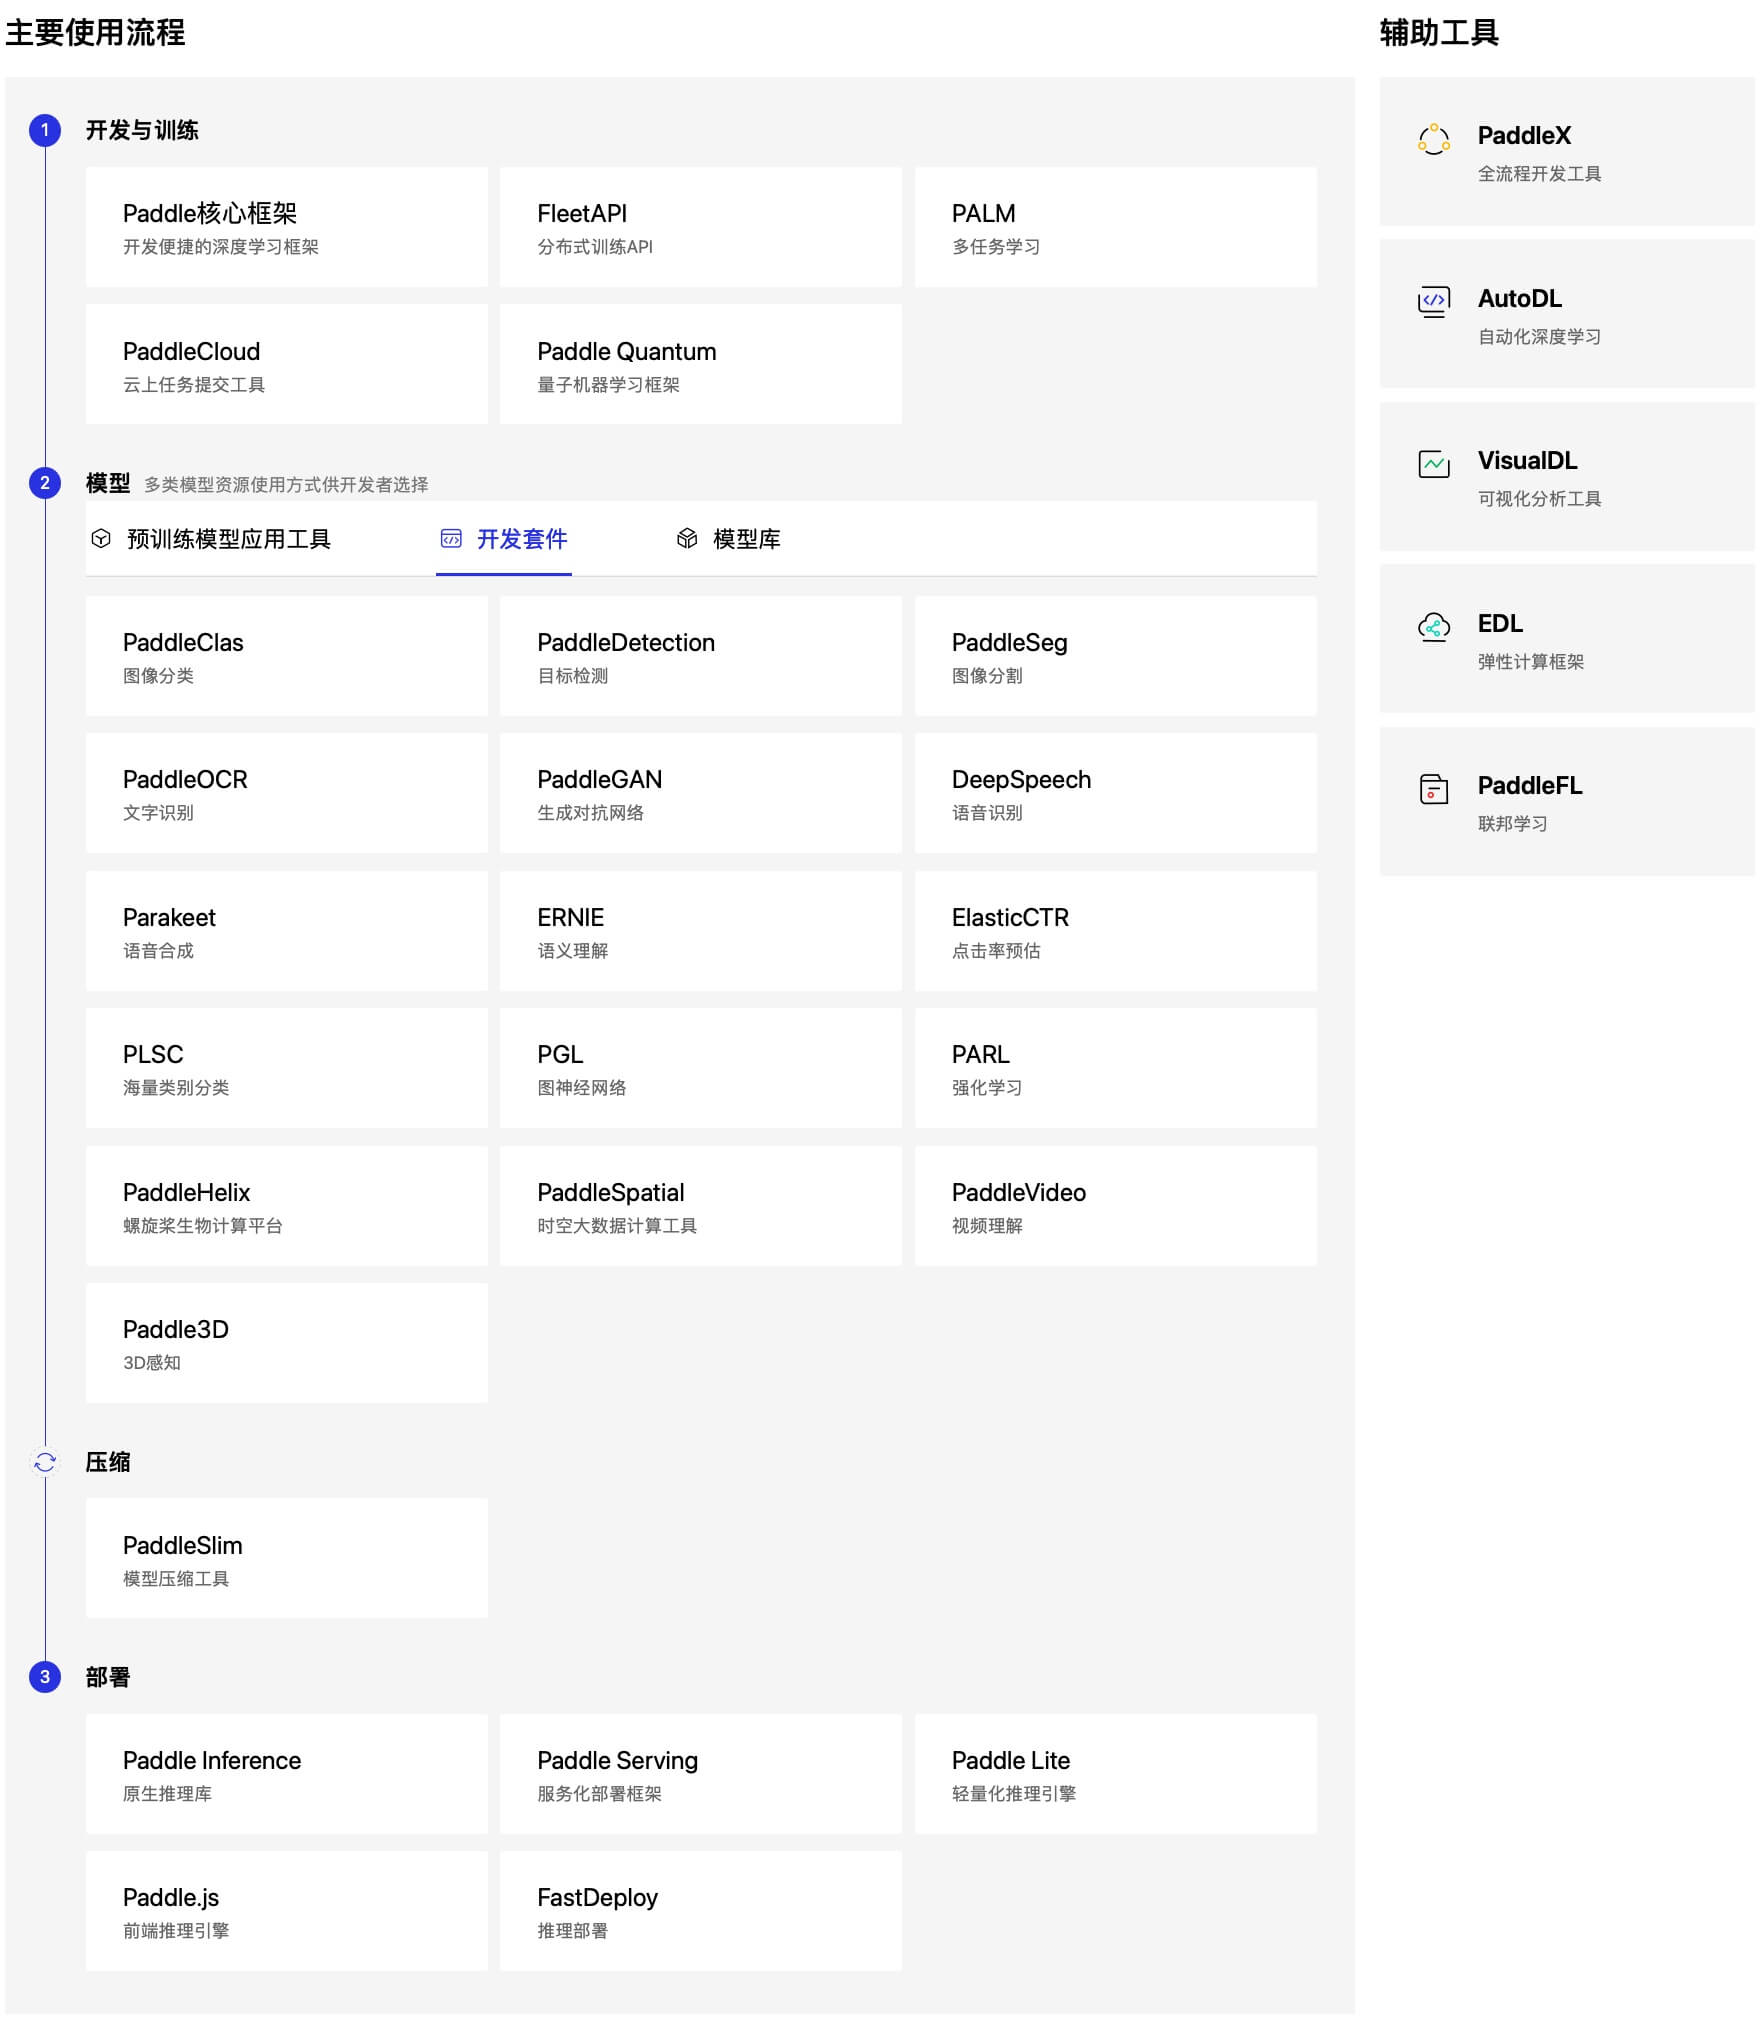 主要使用流程
1 开发与训练
Paddle核心框架
开发便捷的深度学习框架
FleetAPI
分布式训练API
PALM
多任务学习
PaddleCloud
云上任务提交工具
Paddle Quantum
量子机器学习框架
2 模型 多类模型资源使用方式供开发者选择
预训练模型应用工具 开发套件 模型库
PaddleClas
图像分类
PaddleDetection
目标检测
PaddleSeg
图像分割
PaddleOCR
文字识别
PaddleGAN
生成对抗网络
DeepSpeech
语音识别
Parakeet
语音合成
ERNIE
语义理解
ElasticCTR
点击率预估
PLSC
海量类别分类
PGL
图神经网络
PARL
强化学习
PaddleHelix
螺旋桨生物计算平台
PaddleSpatial
时空大数据计算工具
PaddleVideo
视频理解
Paddle3D
3D感知
压缩
PaddleSlim
模型压缩工具
3 部署
Paddle Inference
原生推理库
Paddle Serving
服务化部署框架
Paddle Lite
轻量化推理引擎
Paddle.js
前端推理引擎
FastDeploy
推理部署
辅助工具
PaddleX
全流程开发工具
AutoDL
自动化深度学习
VisualDL
可视化分析工具
EDL
弹性计算框架
PaddleFL
联邦学习